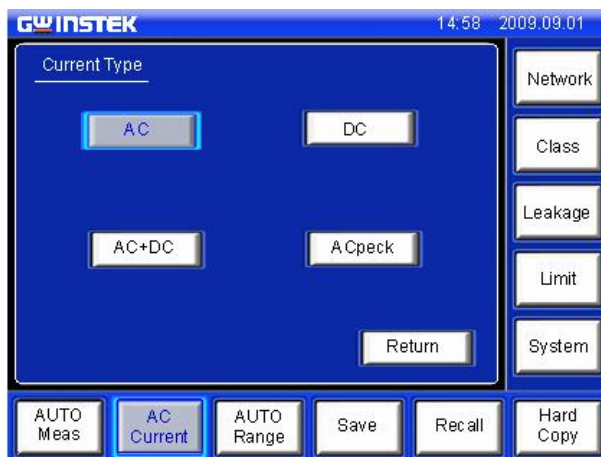 GWINSTEK 14:58 2009.09.01
Current Type
AC
DC
AC+DC
ACpeck
Return
Network
Class
Leakage
Limit
System
AUTO
Meas
AC
Current
AUTO
Range
Save
Recall
Hard
Copy